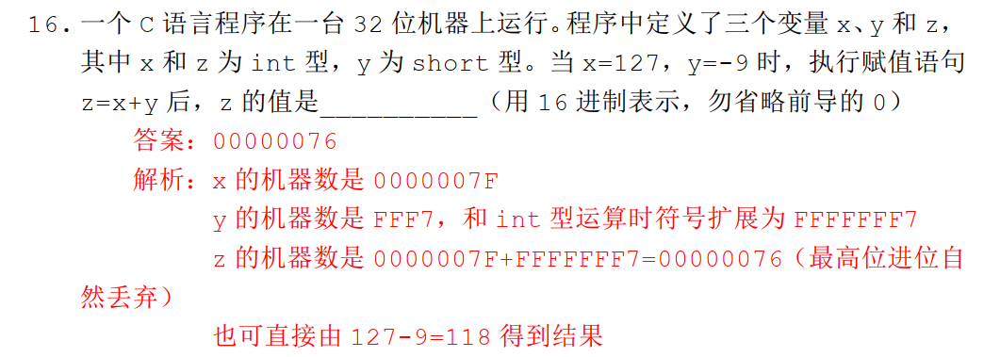 16. 一个 C 语言程序在一台 32 位机器上运行。程序中定义了三个变量 x、y 和 z,
其中 x 和 z 为 int 型，y 为 short 型。当 x=127，y=-9 时，执行赋值语句
z=x+y 后，z 的值是__________（用 16 进制表示，勿省略前导的 0）
答案：00000076
解析：x 的机器数是 0000007F
y 的机器数是 FFF7，和 int 型运算时符号扩展为 FFFFFFF7
z 的机器数是 0000007F+FFFFFFF7=00000076（最高位进位自
然丢弃）
也可直接由 127-9=118 得到结果